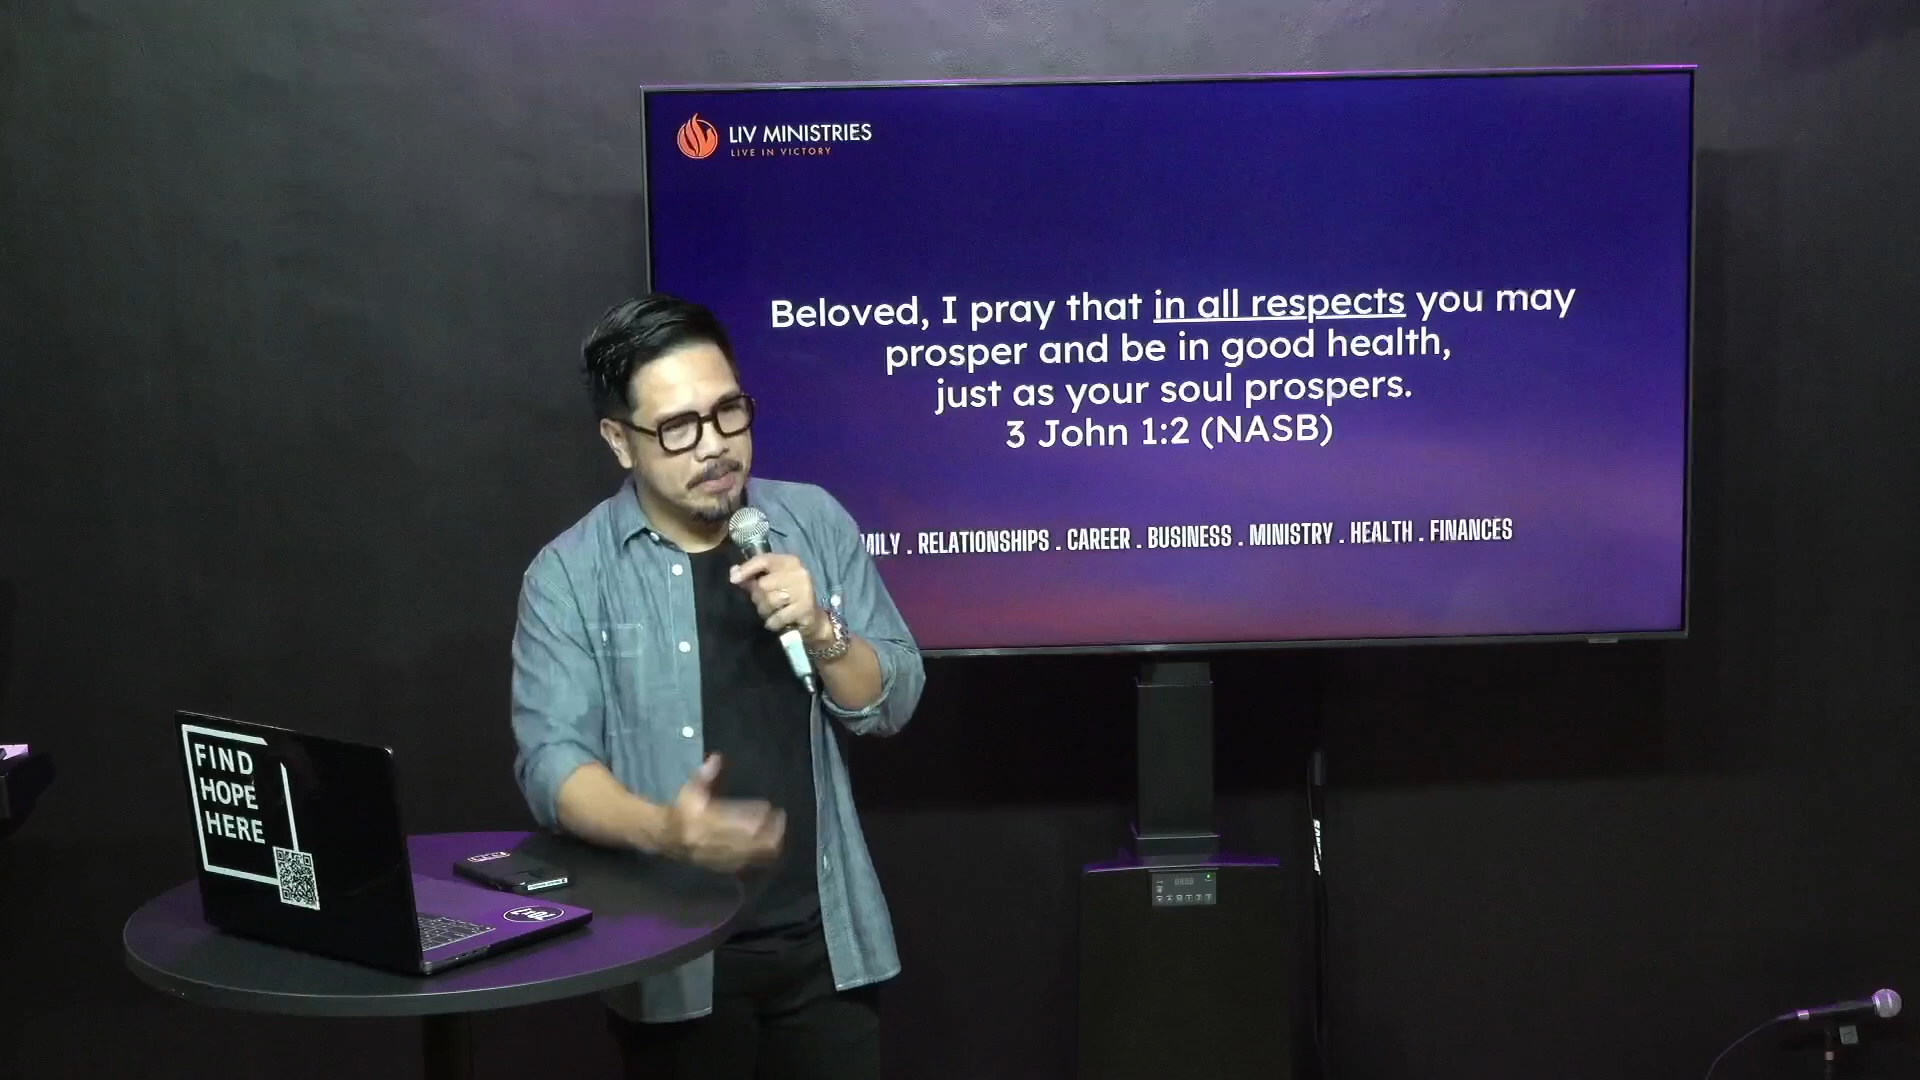 LIV MINISTRIES
LIVE IN VICTORY
Beloved, I pray that in all respects you may
prosper and be in good health,
just as your soul prospers.
3 John 1:2 (NASB)
MILY . RELATIONSHIPS . CAREER . BUSINESS . MINISTRY . HEALTH . FINANCES
FIND
HOPE
HERE